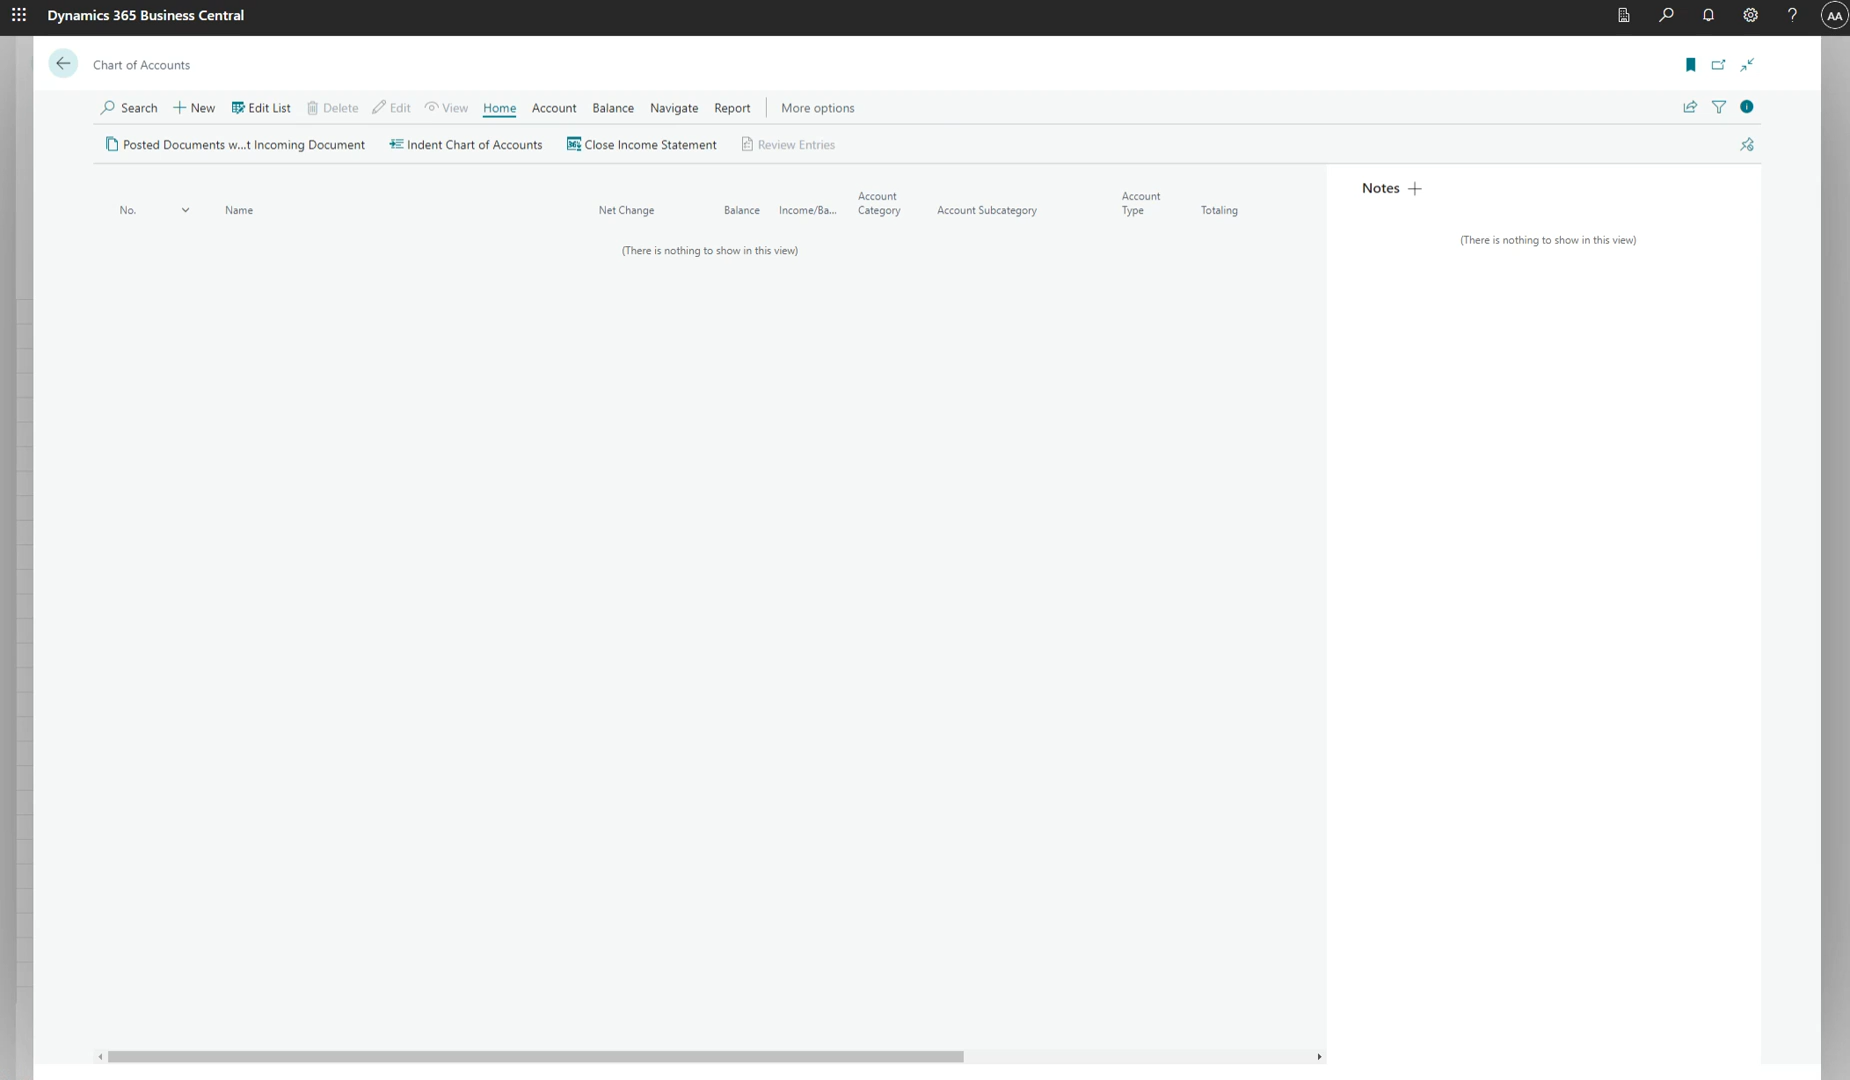 Dynamics 365 Business Central
AA
Chart of Accounts
Search New Edit List Delete Edit View Home Account Balance Navigate Report More options
Posted Documents w...t Incoming Document Indent Chart of Accounts Close Income Statement Review Entries
No. Name Net Change Balance Income/Ba... Account Category Account Subcategory Account Type Totaling
(There is nothing to show in this view)
Notes
(There is nothing to show in this view)